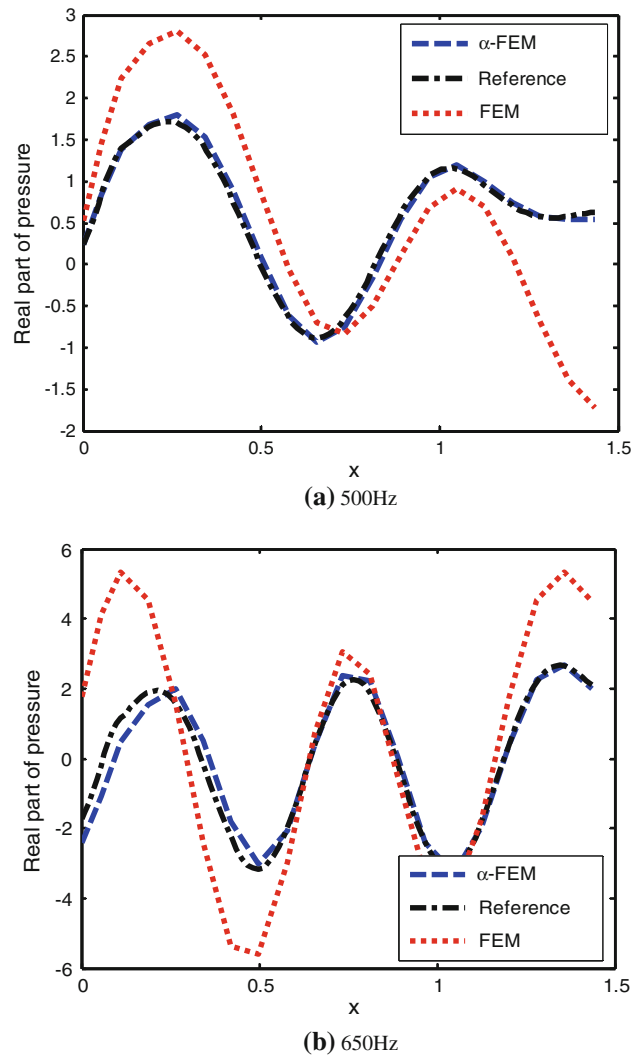 3
2.5
2
1.5
1
0.5
0
-0.5
-1
-1.5
-2
Real part of pressure
α-FEM
Reference
FEM
0
0.5
1
1.5
x
(a) 500Hz
6
4
2
0
-2
-4
-6
Real part of pressure
α-FEM
Reference
FEM
0
0.5
1
1.5
x
(b) 650Hz